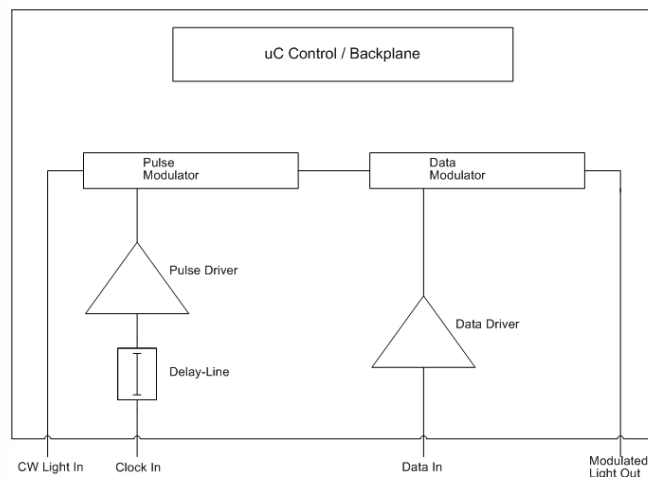 uC Control / Backplane
Pulse
Modulator
Data
Modulator
Pulse Driver
Data Driver
Delay-Line
CW Light In
Clock In
Data In
Modulated
Light Out